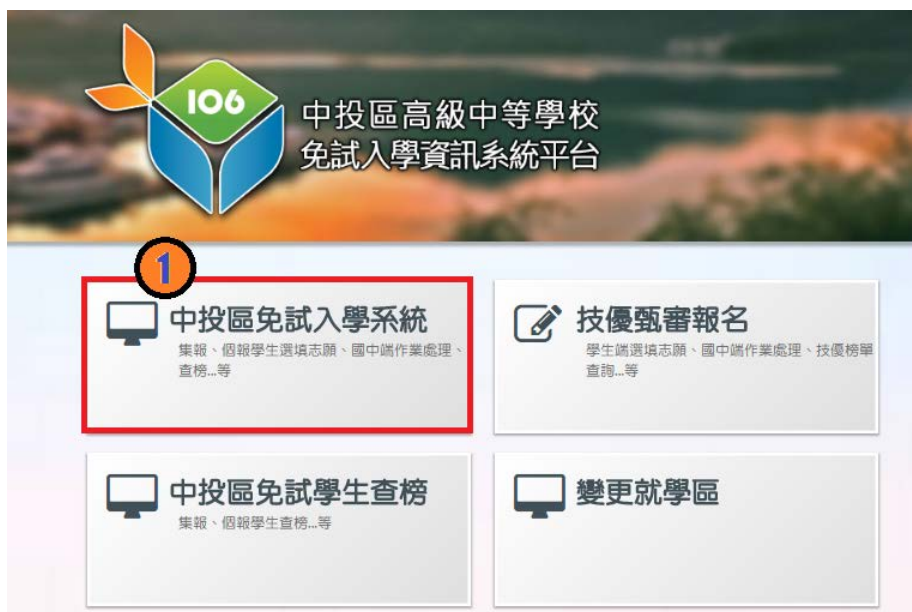 106
中投區高級中等學校
免試入學資訊系統平台
1
中投區免試入學系統
集報、個報學生選填志願、國中端作業處理、
查榜...等
技優甄審報名
學生端選填志願、國中端作業處理、技優榜單
查詢...等
中投區免試學生查榜
集報、個報學生查榜...等
變更就學區